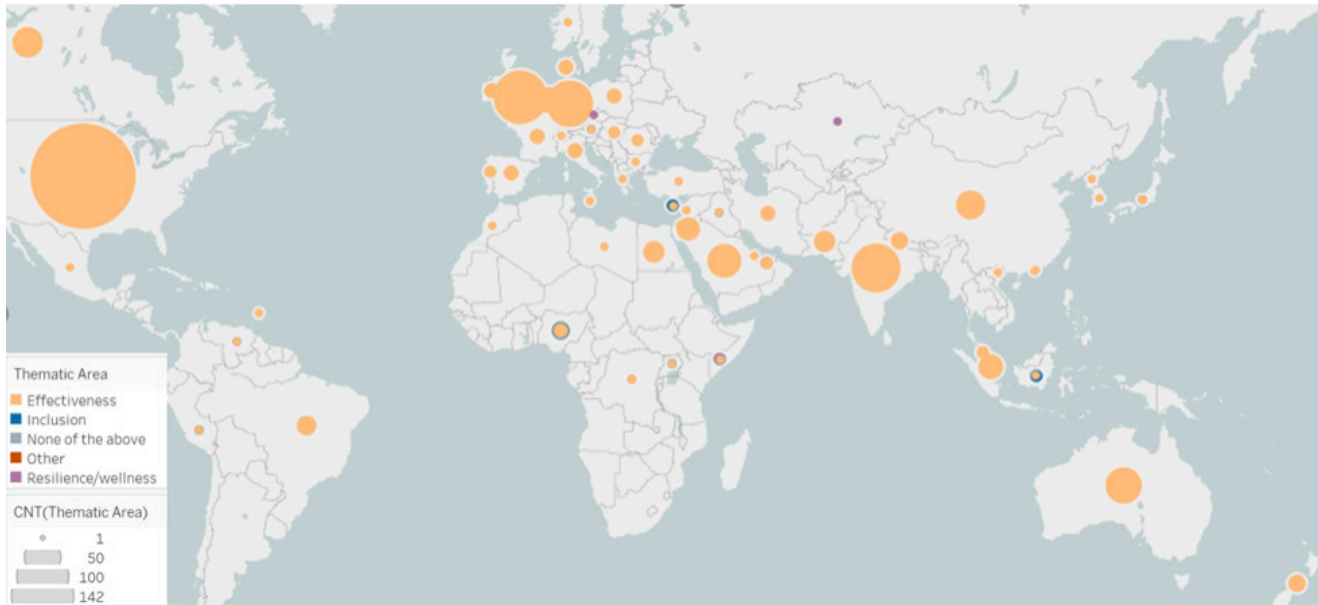 Thematic Area
Effectiveness
Inclusion
None of the above
Other
Resilience/wellness
CNT(Thematic Area)
1
50
100
142